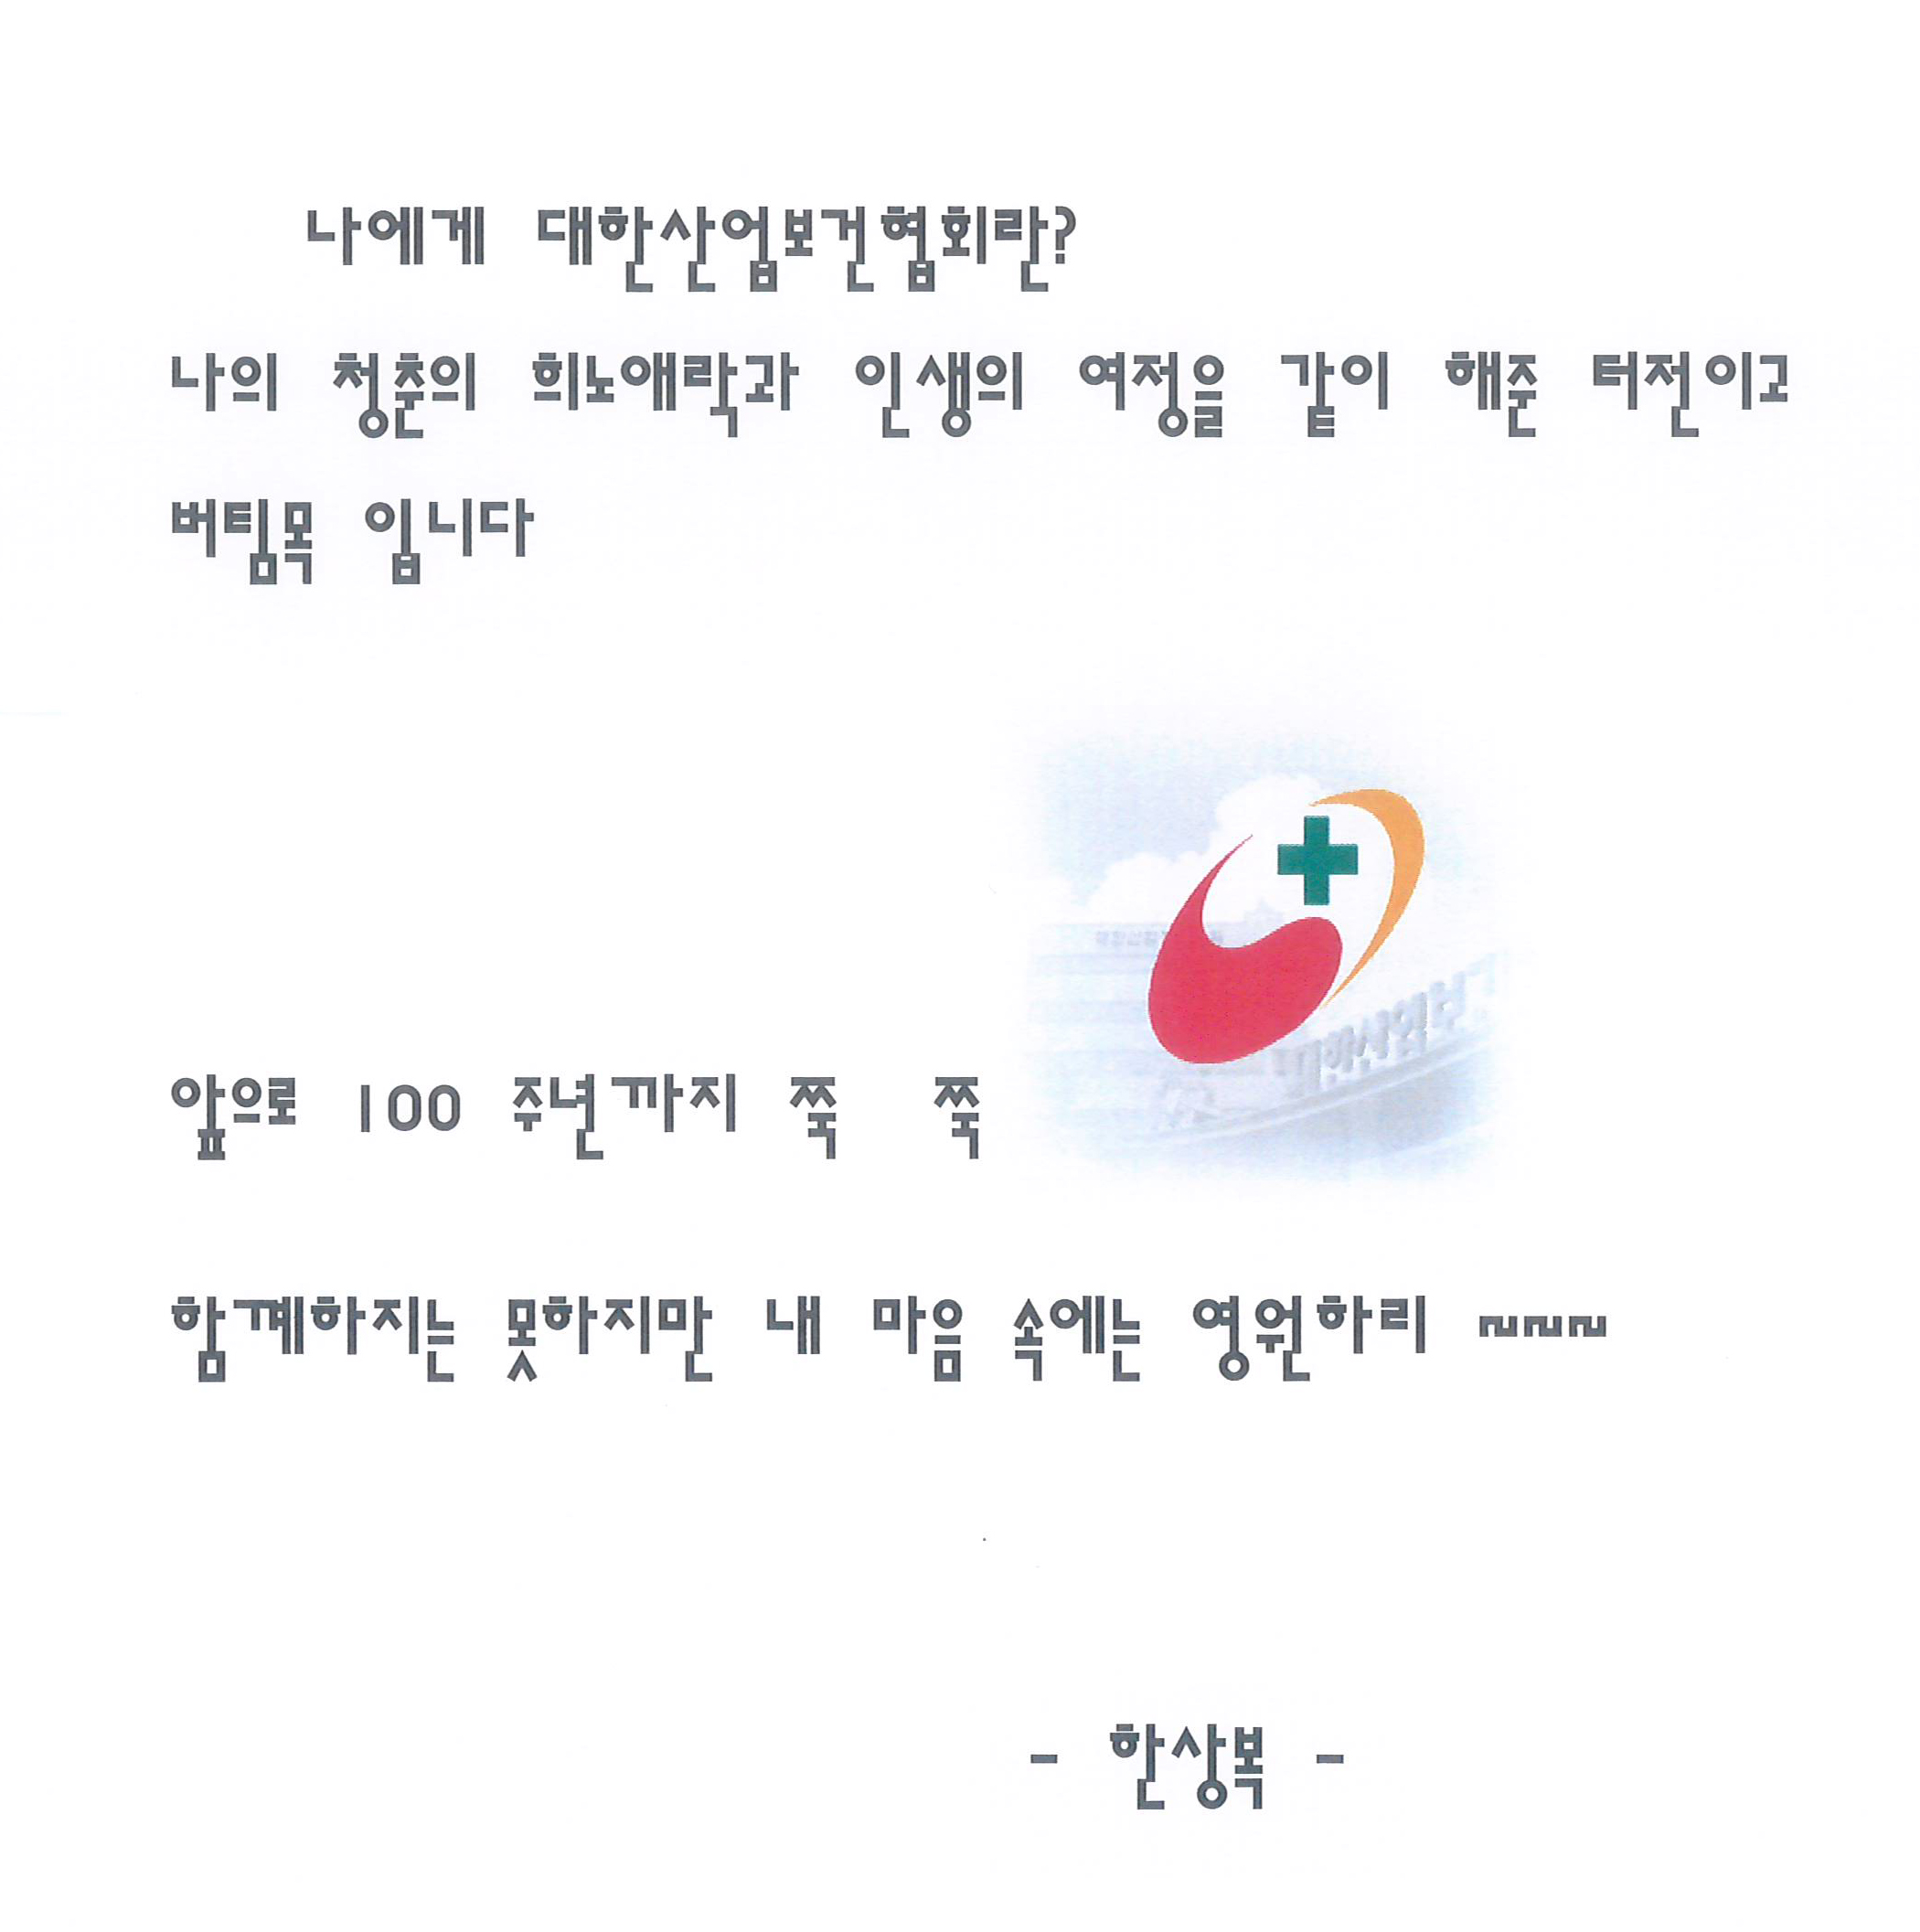 나에게 대한산업보건협회란?
나의 청춘의 희노애락과 인생의 여정을 같이 해준 터전이고
버팀목 입니다
앞으로 100 주년까지 쭉 쭉
함께하지는 못하지만 내 마음 속에는 영원하리 ~~~
- 한상복 -